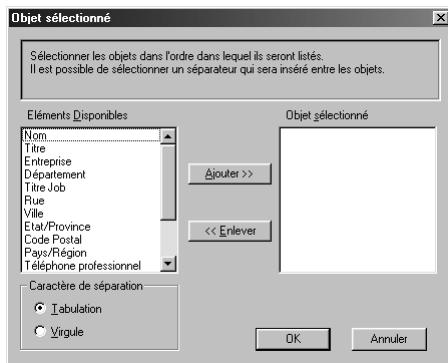 Objet sélectionné
Sélectionner les objets dans l'ordre dans lequel ils seront listés.
Il est possible de sélectionner un séparateur qui sera inséré entre les objets.
Eléments Disponibles
Nom
Titre
Entreprise
Département
Titre Job
Rue
Ville
Etat/Province
Code Postal
Pays/Région
Téléphone professionnel
Ajouter >>
<< Enlever
Objet sélectionné
Caractère de séparation
Tabulation
Virgule
OK
Annuler